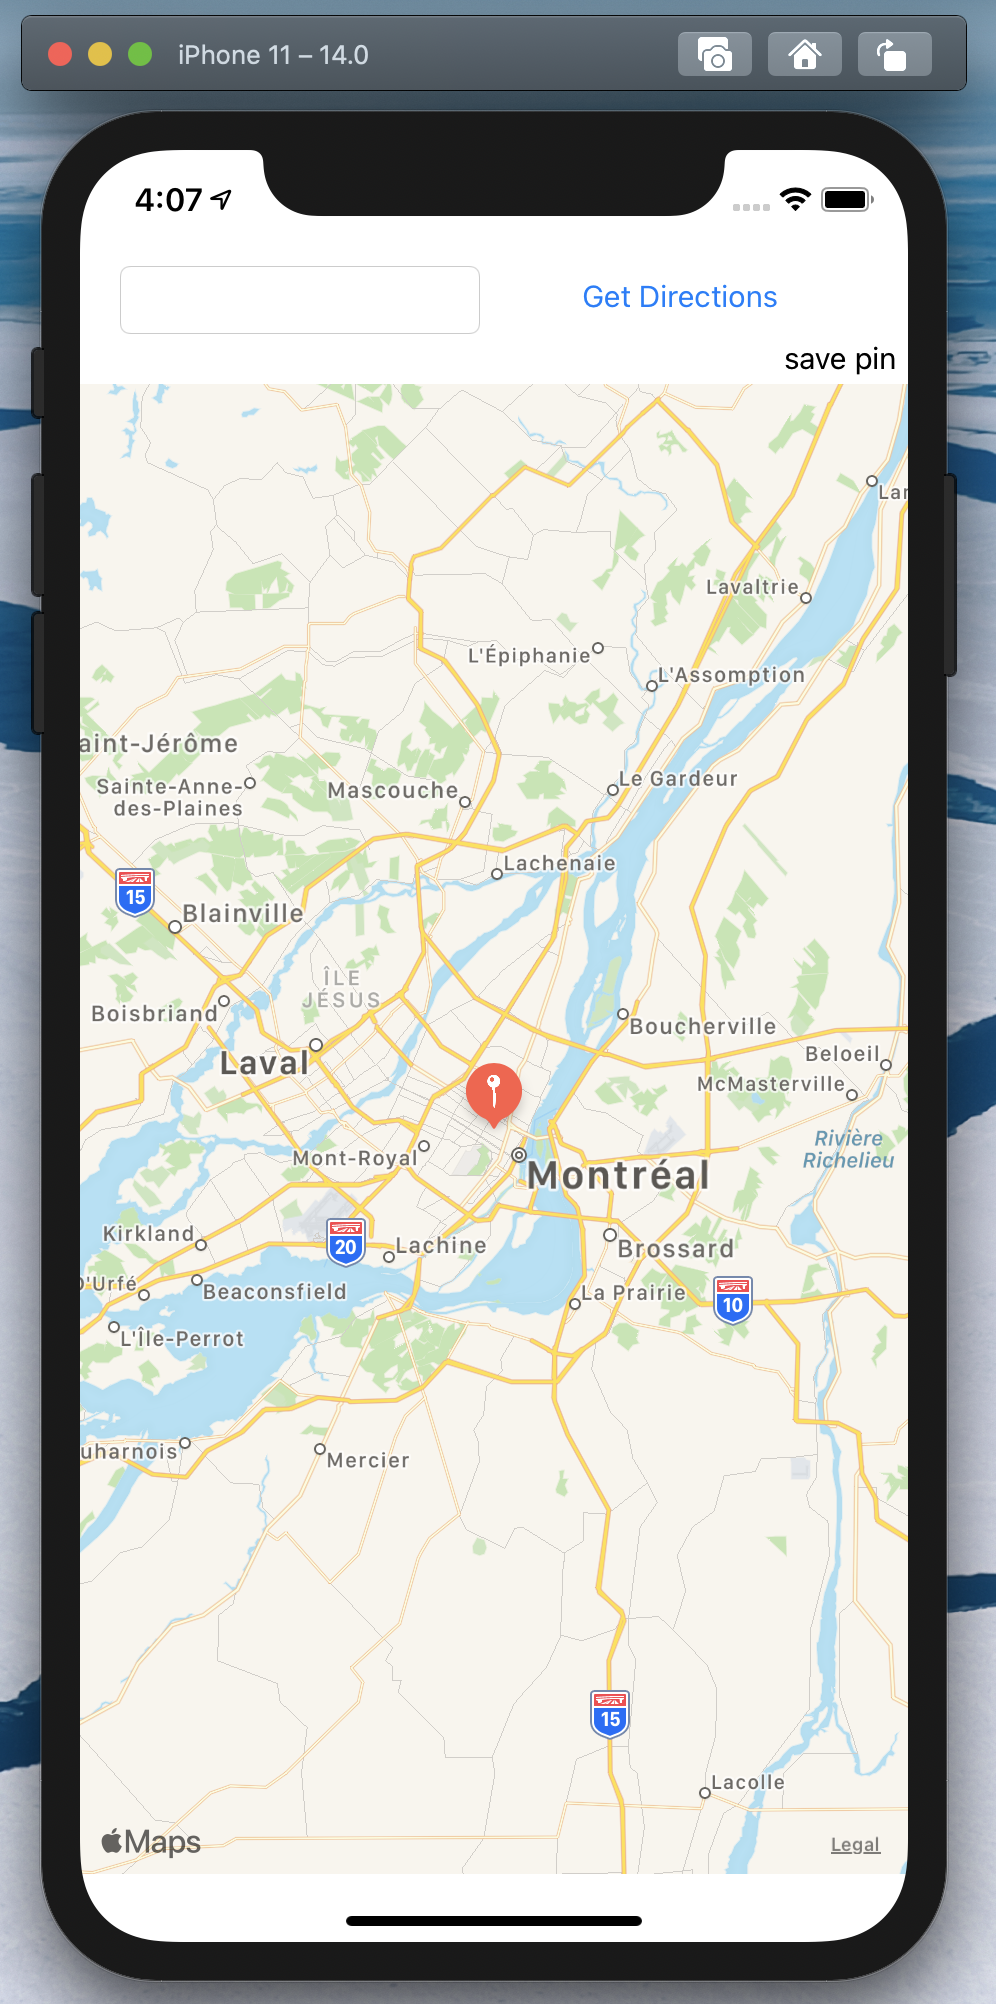 iPhone 11 – 14.0
4:07
Get Directions
save pin
Lar
Lavaltrie
L'Épiphanie
L'Assomption
aint-Jérôme
Sainte-Anne-
des-Plaines
Mascouche
Le Gardeur
Lachenaie
15
Blainville
ÎLE
JÉSUS
Boisbriand
Boucherville
Laval
Beloeil
McMasterville
Rivière
Richelieu
Mont-Royal
Montréal
Kirkland
20
Lachine
Brossard
D'Urfé
Beaconsfield
La Prairie
10
L'Île-Perrot
uharnois
Mercier
15
Lacolle
Maps
Legal